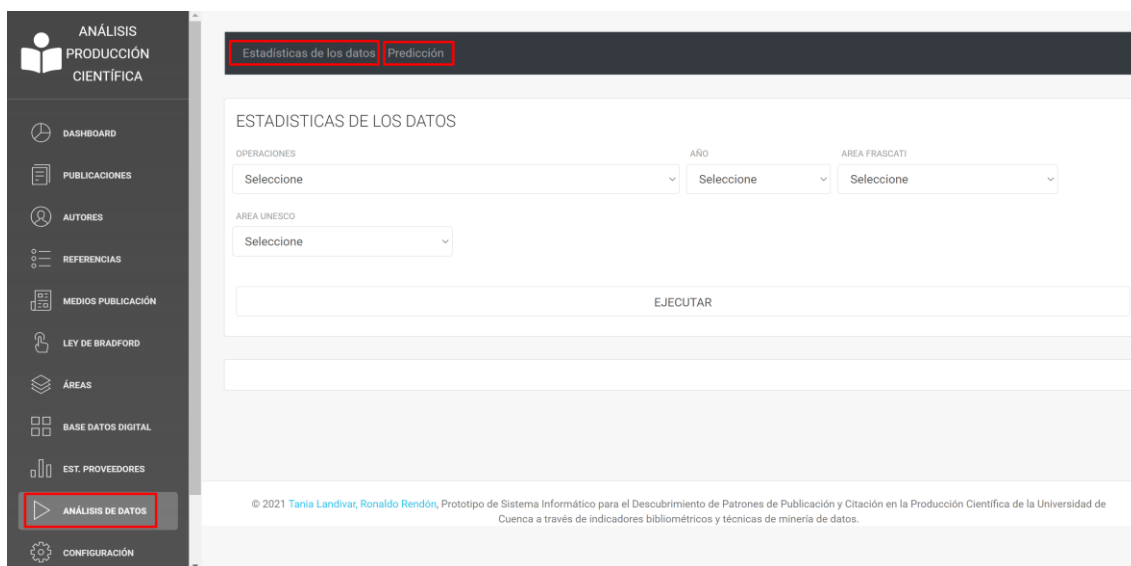 ANÁLISIS
PRODUCCIÓN
CIENTÍFICA
DASHBOARD
PUBLICACIONES
AUTORES
REFERENCIAS
MEDIOS PUBLICACIÓN
LEY DE BRADFORD
ÁREAS
BASE DATOS DIGITAL
EST. PROVEEDORES
ANÁLISIS DE DATOS
CONFIGURACIÓN
Estadísticas de los datos Predicción
ESTADISTICAS DE LOS DATOS
OPERACIONES AÑO AREA FRASCATI
Seleccione Seleccione Seleccione
AREA UNESCO
Seleccione
EJECUTAR
© 2021 Tania Landivar, Ronaldo Rendón, Prototipo de Sistema Informático para el Descubrimiento de Patrones de Publicación y Citación en la Producción Científica de la Universidad de
Cuenca a través de indicadores bibliométricos y técnicas de minería de datos.